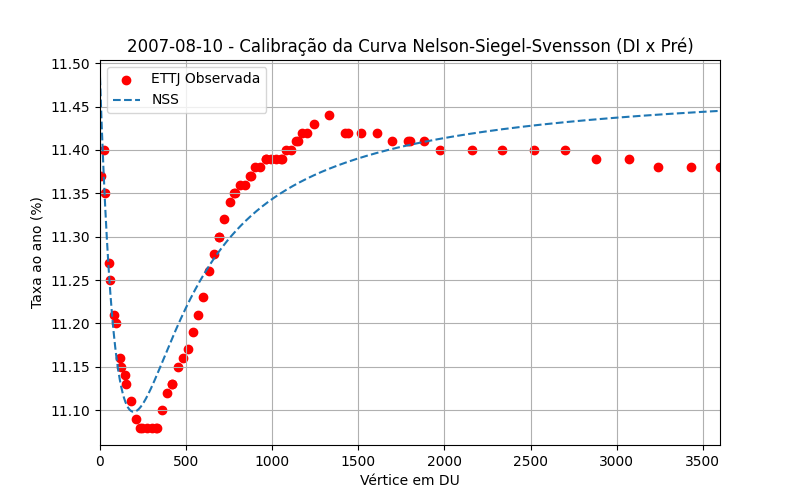 2007-08-10 - Calibração da Curva Nelson-Siegel-Svensson (DI x Pré)
11.50
11.45
11.40
11.35
11.30
11.25
11.20
11.15
11.10
Taxa ao ano (%)
ETTJ Observada
NSS
0 500 1000 1500 2000 2500 3000 3500
Vértice em DU